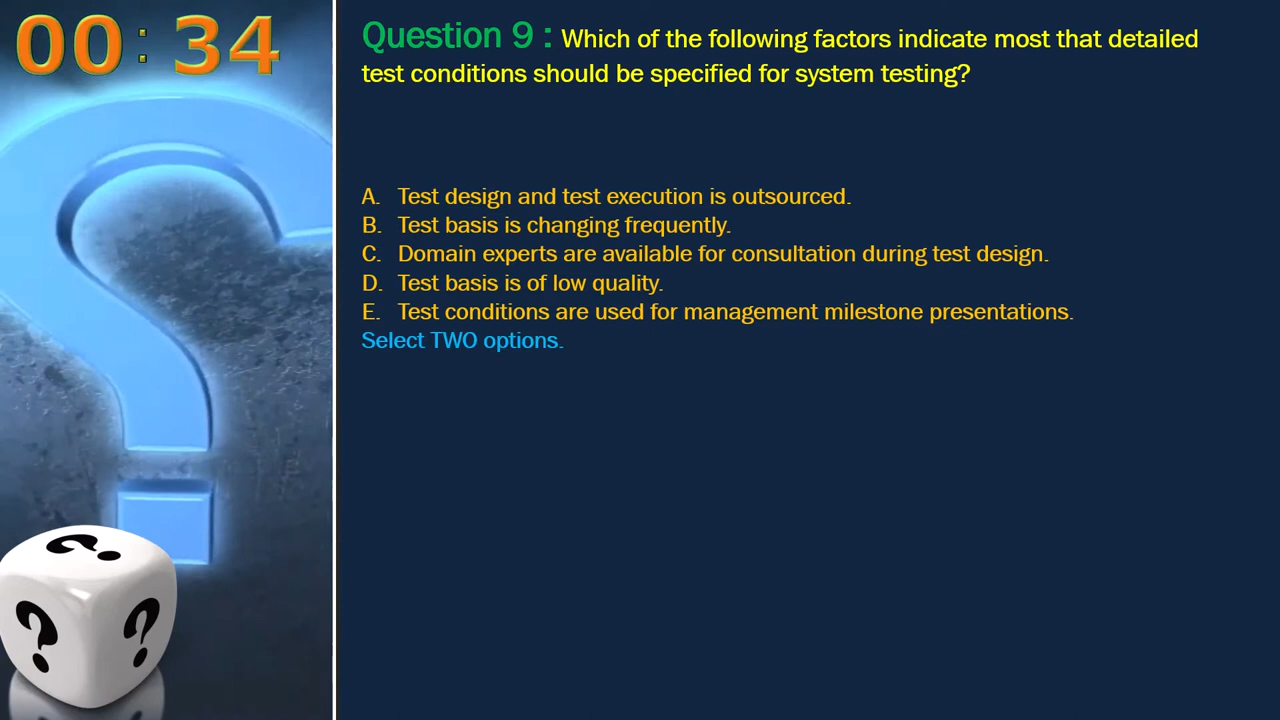 00:34
Question 9 : Which of the following factors indicate most that detailed
test conditions should be specified for system testing?
A. Test design and test execution is outsourced.
B. Test basis is changing frequently.
C. Domain experts are available for consultation during test design.
D. Test basis is of low quality.
E. Test conditions are used for management milestone presentations.
Select TWO options.
? ? ?